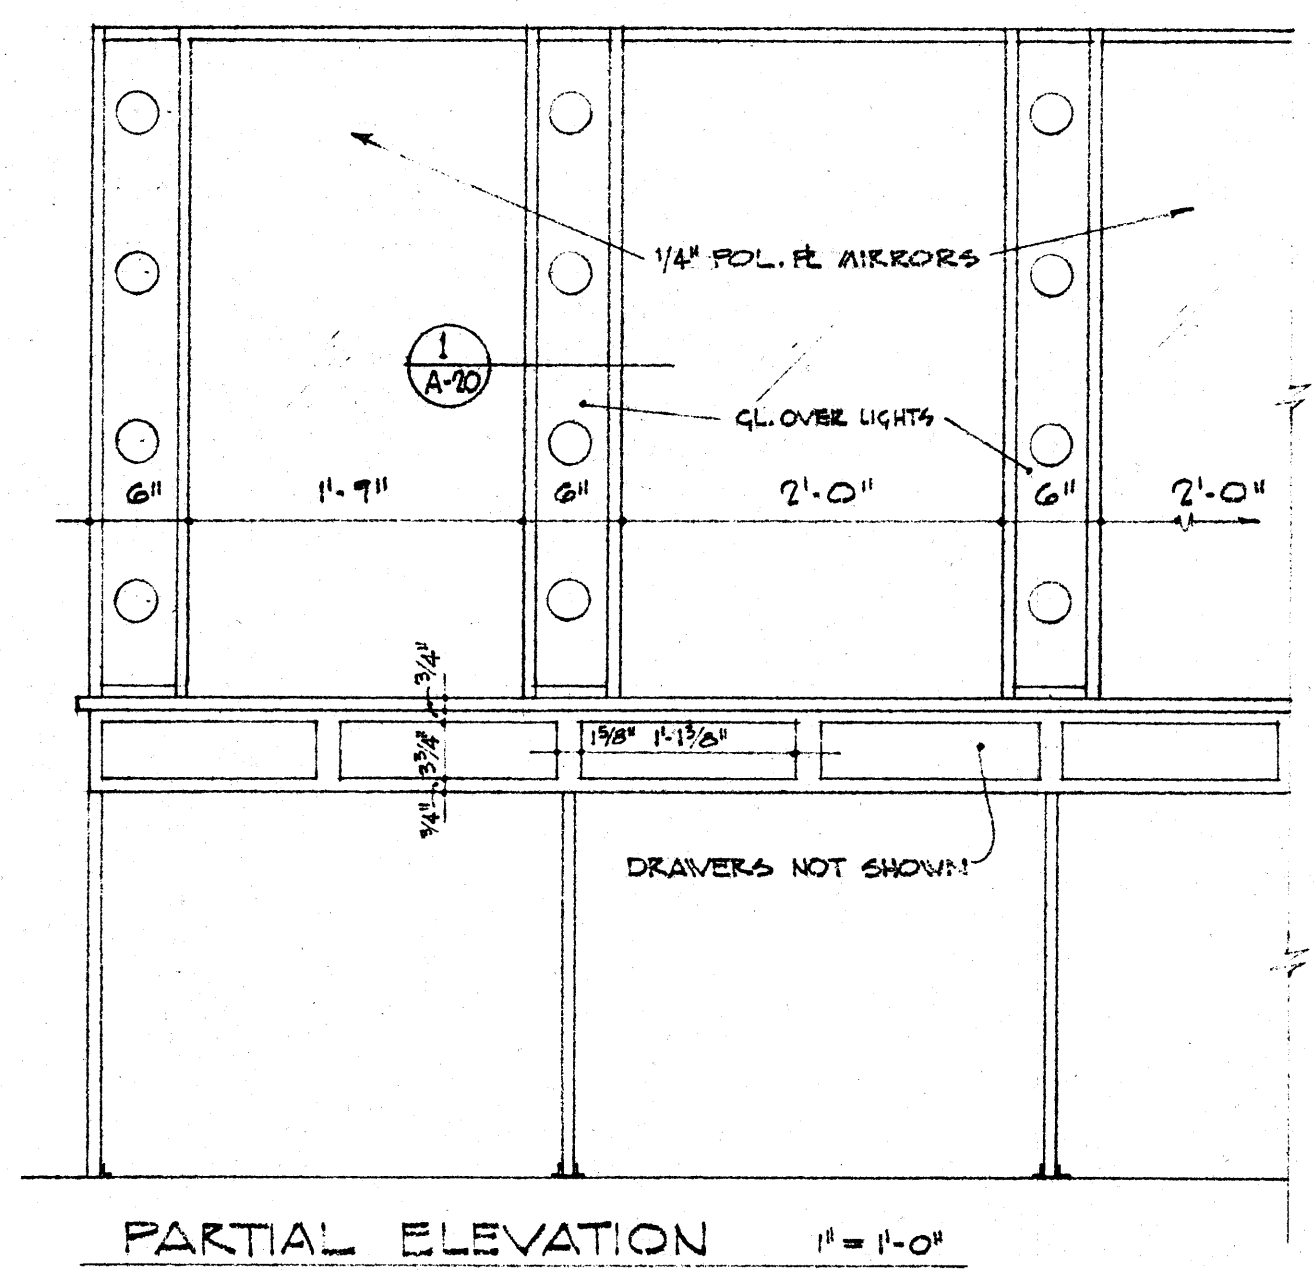 1/4" POL. PL MIRRORS
1
A-20
GL. OVER LIGHTS
6" 1'-9" 6" 2'-0" 6" 2'-0"
3/4"
3 3/4"
3/4"
1 5/8" 1'-1 3/8"
DRAWERS NOT SHOWN
PARTIAL ELEVATION 1" = 1'-0"